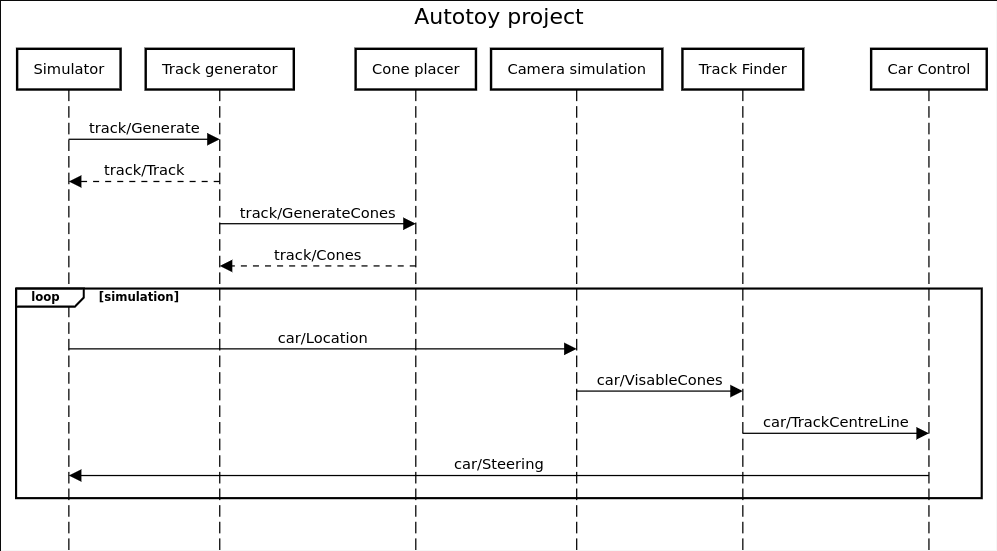 Autotoy project
Simulator
Track generator
Cone placer
Camera simulation
Track Finder
Car Control
track/Generate
track/Track
track/GenerateCones
track/Cones
loop [simulation]
car/Location
car/VisableCones
car/TrackCentreLine
car/Steering